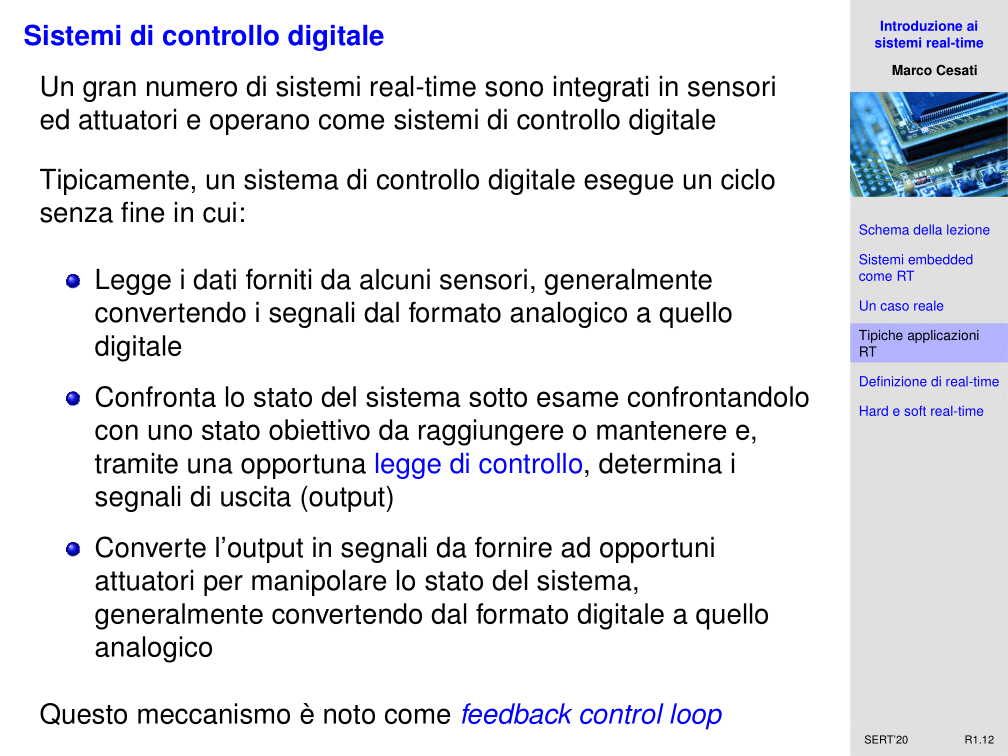 Sistemi di controllo digitale
Un gran numero di sistemi real-time sono integrati in sensori
ed attuatori e operano come sistemi di controllo digitale
Tipicamente, un sistema di controllo digitale esegue un ciclo
senza fine in cui:
Legge i dati forniti da alcuni sensori, generalmente
convertendo i segnali dal formato analogico a quello
digitale
Confronta lo stato del sistema sotto esame confrontandolo
con uno stato obiettivo da raggiungere o mantenere e,
tramite una opportuna legge di controllo, determina i
segnali di uscita (output)
Converte l'output in segnali da fornire ad opportuni
attuatori per manipolare lo stato del sistema,
generalmente convertendo dal formato digitale a quello
analogico
Questo meccanismo è noto come feedback control loop
Introduzione ai
sistemi real-time
Marco Cesati
R47 R46
Schema della lezione
Sistemi embedded
come RT
Un caso reale
Tipiche applicazioni
RT
Definizione di real-time
Hard e soft real-time
SERT'20 R1.12